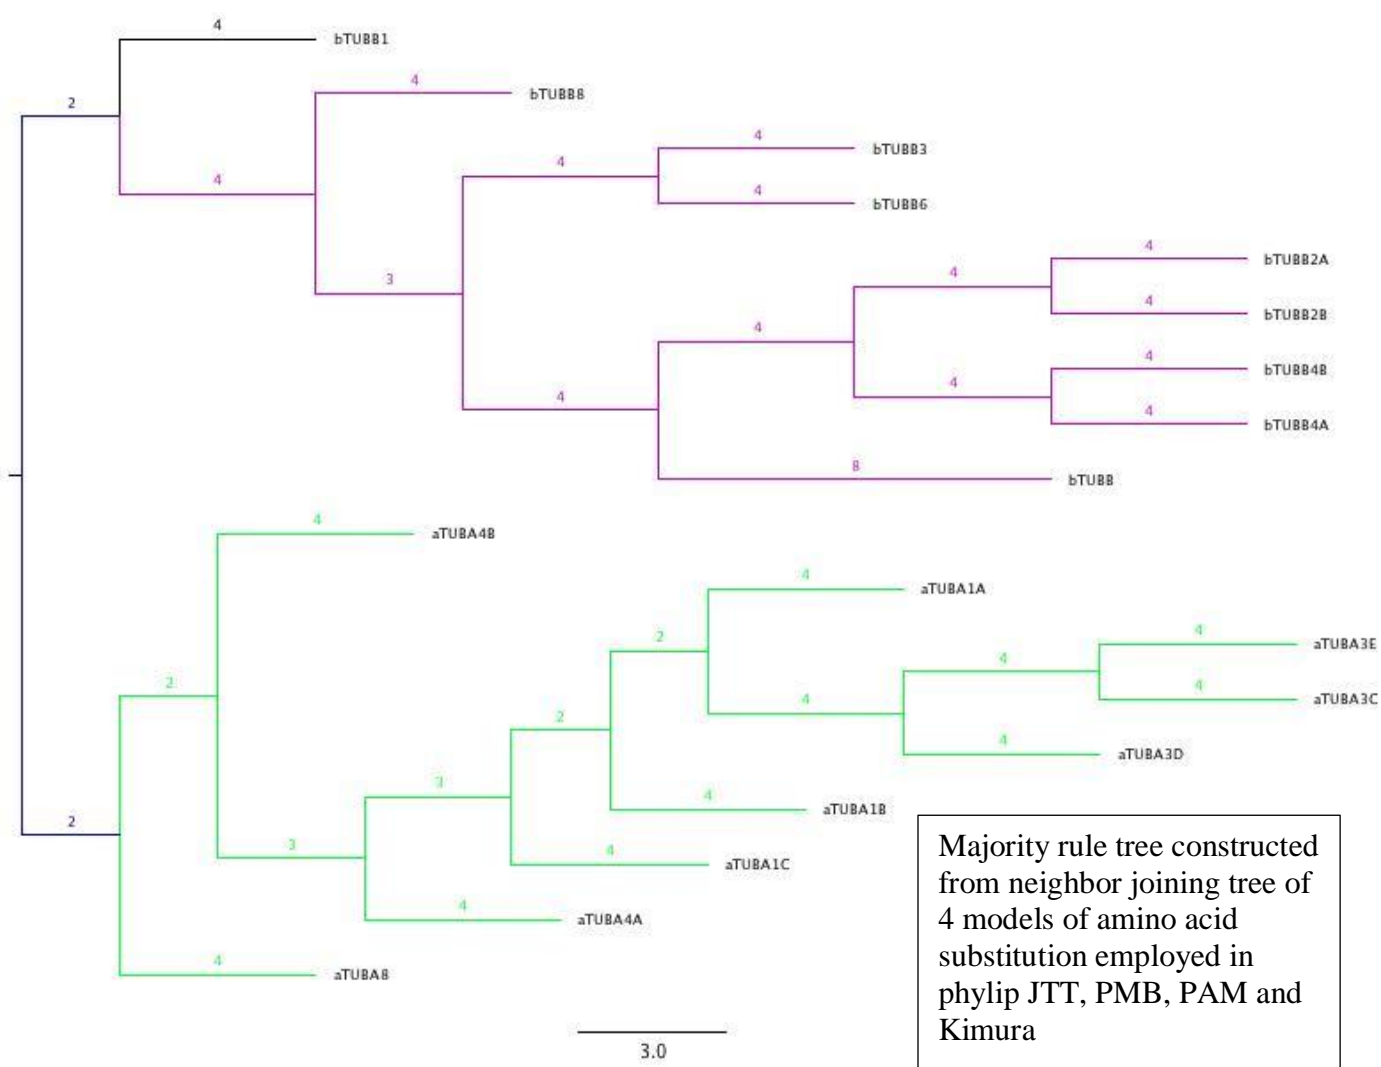 4
bTUBB1
4
bTUBB8
2
4
bTUBB3
4
4
bTUBB6
4
4
bTUBB2A
4
3
4
bTUBB2B
4
4
bTUBB4B
4
4
4
bTUBB4A
8
bTUBB
4
aTUBA4B
4
aTUBA1A
2
4
aTUBA3E
4
2
4
aTUBA3C
4
2
4
aTUBA3D
3
4
aTUBA1B
2
3
4
aTUBA1C
4
aTUBA4A
4
aTUBA8
Majority rule tree constructed
from neighbor joining tree of
4 models of amino acid
substitution employed in
phylip JTT, PMB, PAM and
Kimura
3.0